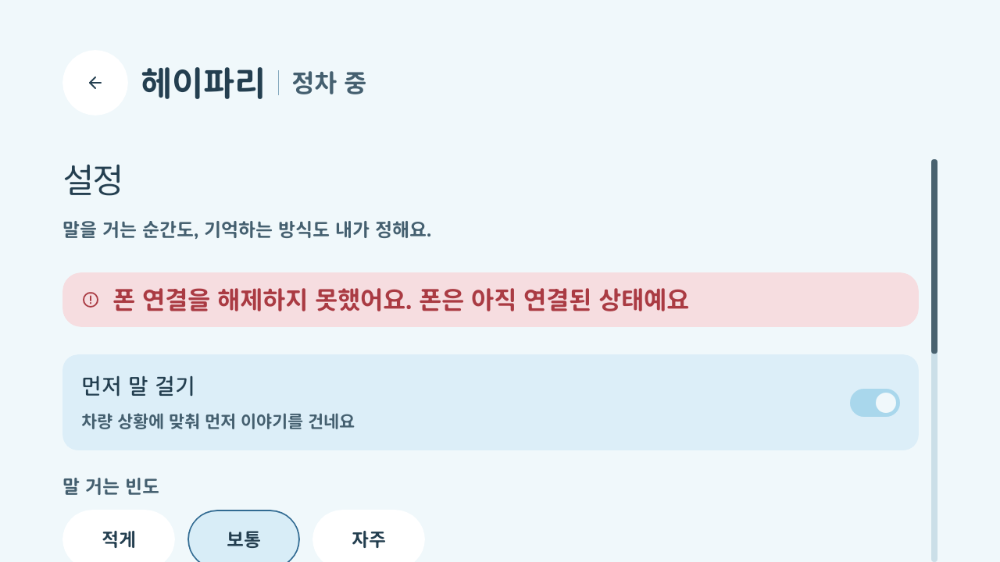 헤이파리
정차 중
설정
말을 거는 순간도, 기억하는 방식도 내가 정해요.
폰 연결을 해제하지 못했어요. 폰은 아직 연결된 상태예요
먼저 말 걸기
차량 상황에 맞춰 먼저 이야기를 건네요
말 거는 빈도
적게
보통
자주